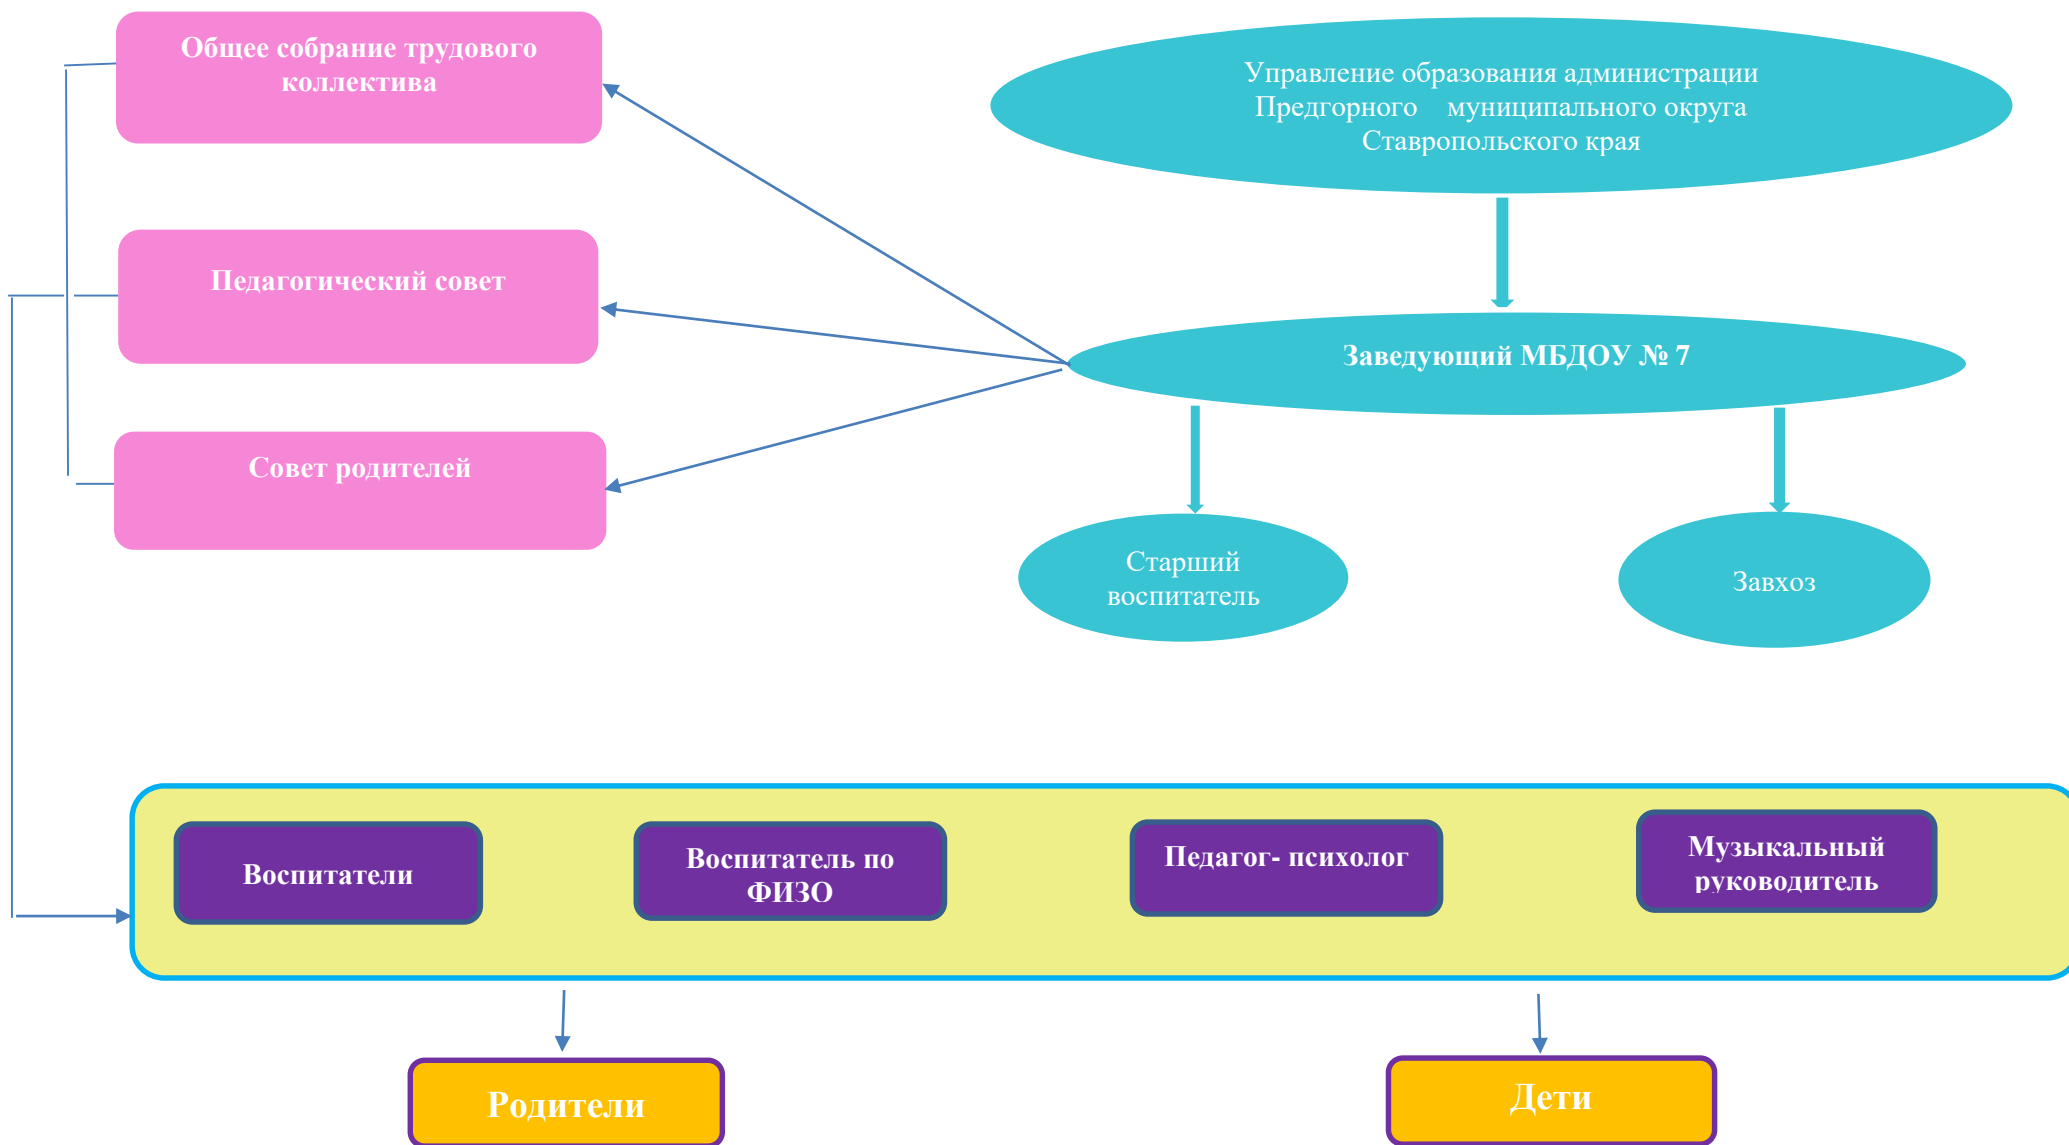 Общее собрание трудового
коллектива
Управление образования администрации
Предгорного муниципального округа
Ставропольского края
Педагогический совет
Заведующий МБДОУ № 7
Совет родителей
Старший
воспитатель
Завхоз
Воспитатели
Воспитатель по
ФИЗО
Педагог- психолог
Музыкальный
руководитель
Родители
Дети